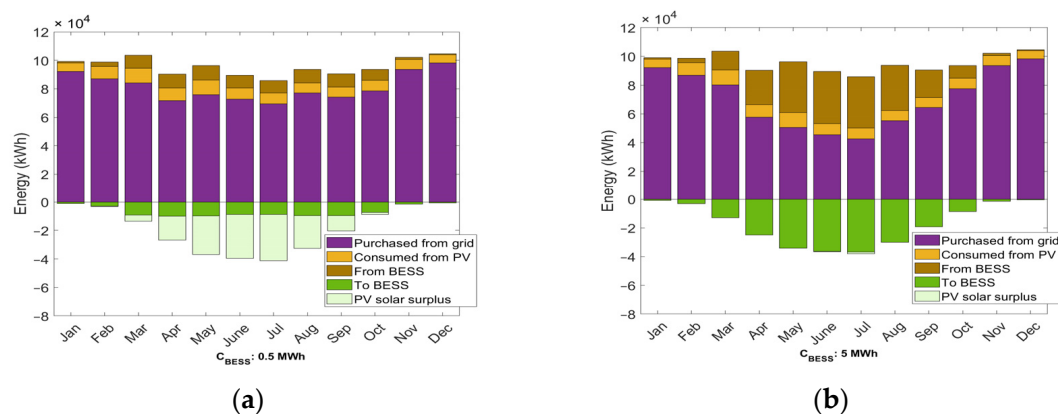 × 10⁴
12
10
8
6
4
2
0
−2
−4
−6
−8
Energy (kWh)
Purchased from grid
Consumed from PV
From BESS
To BESS
PV solar surplus
Jan Feb Mar Apr May June Jul Aug Sep Oct Nov Dec
C_BESS: 0.5 MWh
(a)
× 10⁴
12
10
8
6
4
2
0
−2
−4
−6
−8
Energy (kWh)
Purchased from grid
Consumed from PV
From BESS
To BESS
PV solar surplus
Jan Feb Mar Apr May June Jul Aug Sep Oct Nov Dec
C_BESS: 5 MWh
(b)